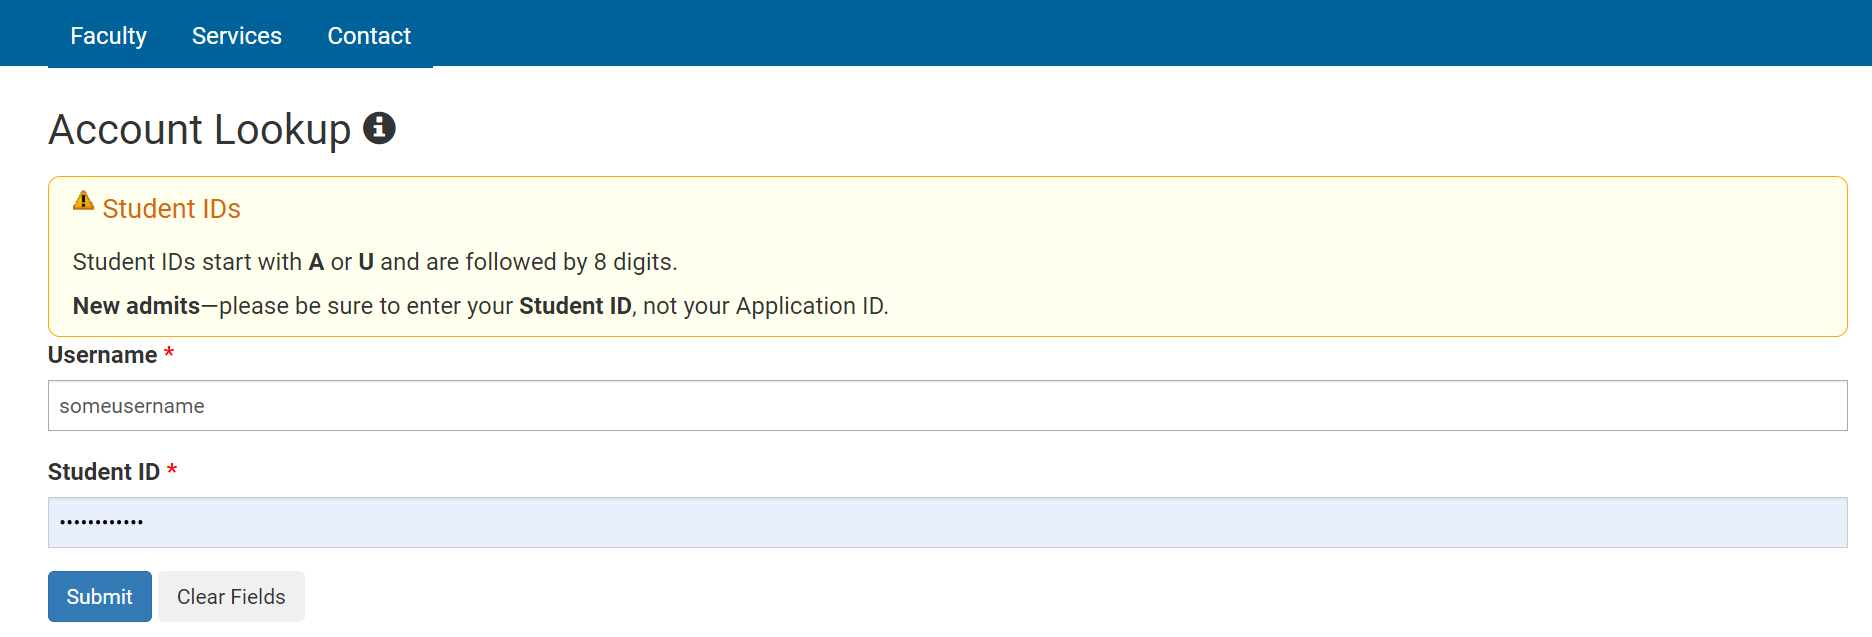 Faculty Services Contact
Account Lookup
Student IDs
Student IDs start with A or U and are followed by 8 digits.
New admits—please be sure to enter your Student ID, not your Application ID.
Username *
someusername
Student ID *
••••••••••••
Submit Clear Fields